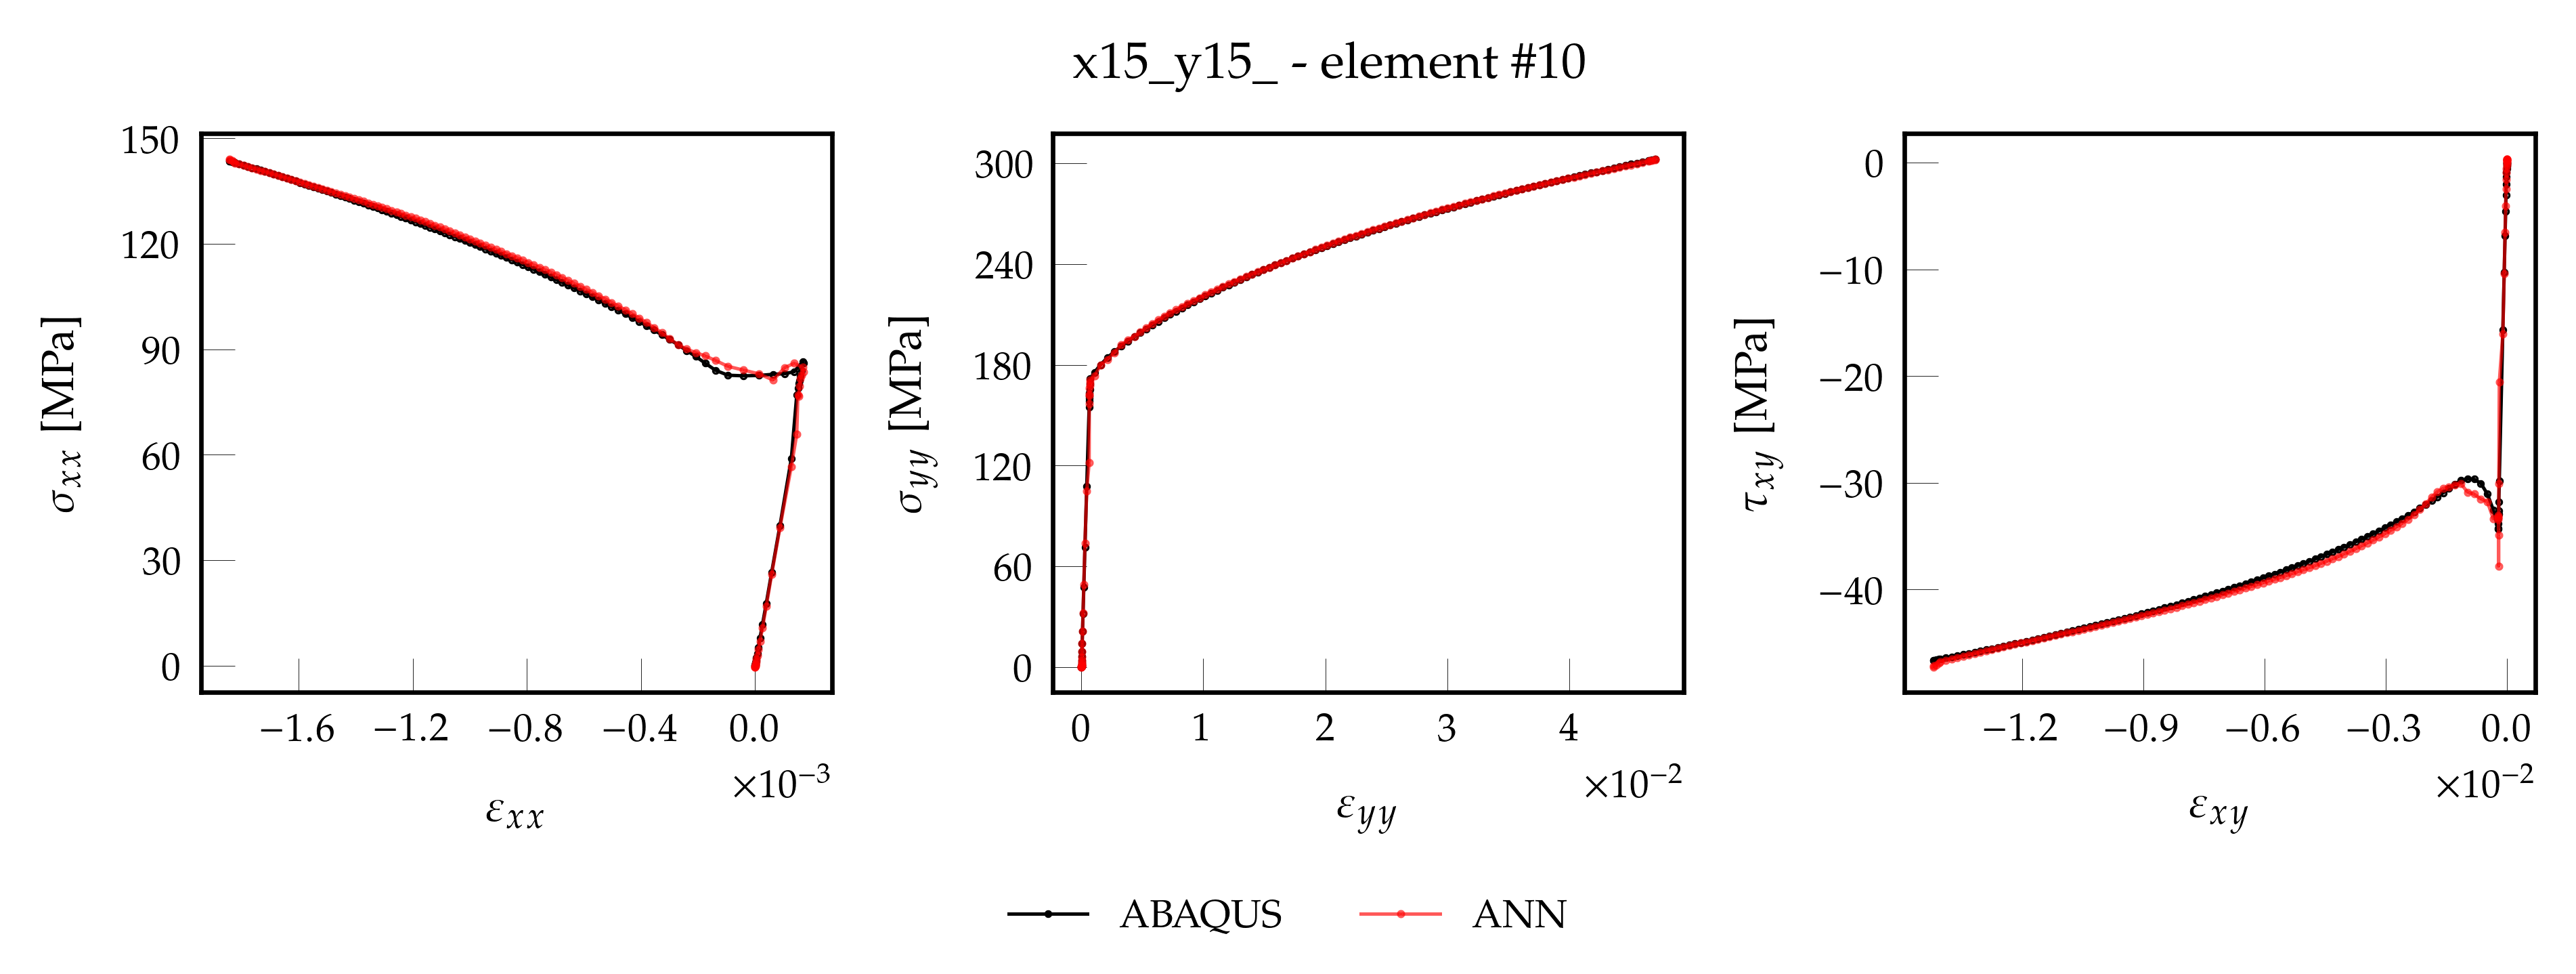 x15_y15_ - element #10
150
120
90
60
30
0
σxx [MPa]
−1.6 −1.2 −0.8 −0.4 0.0
×10−3
εxx
300
240
180
120
60
0
σyy [MPa]
0 1 2 3 4
×10−2
εyy
0
−10
−20
−30
−40
τxy [MPa]
−1.2 −0.9 −0.6 −0.3 0.0
×10−2
εxy
ABAQUS ANN